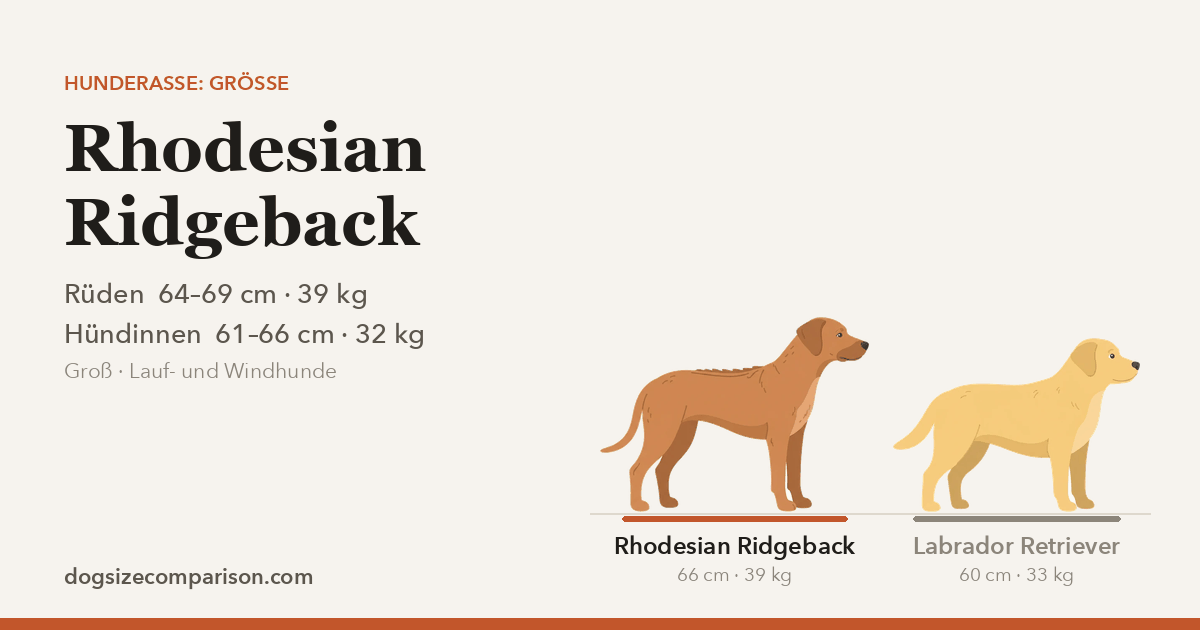 HUNDERASSE: GRÖSSE
Rhodesian
Ridgeback
Rüden 64–69 cm · 39 kg
Hündinnen 61–66 cm · 32 kg
Groß · Lauf- und Windhunde
Rhodesian Ridgeback
66 cm · 39 kg
Labrador Retriever
60 cm · 33 kg
dogsizecomparison.com